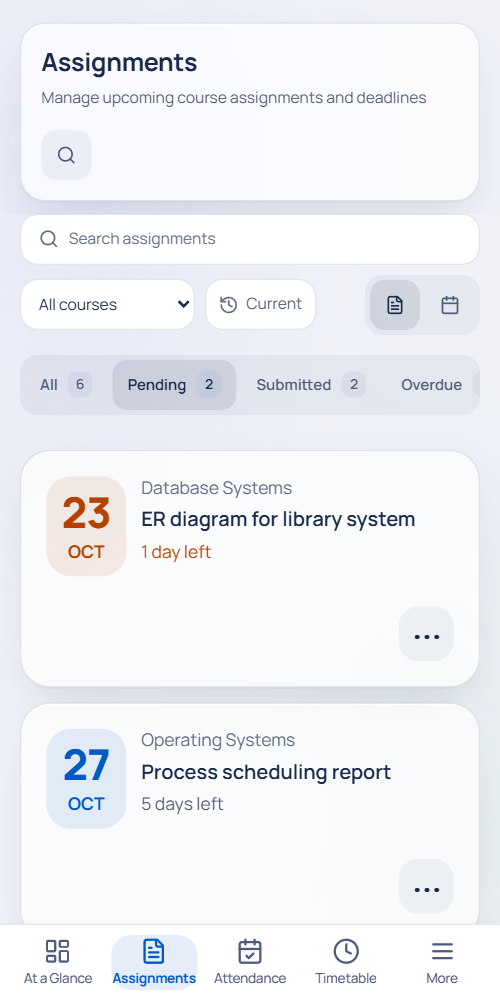 Assignments
Manage upcoming course assignments and deadlines
Search assignments
All courses
Current
All 6 Pending 2 Submitted 2 Overdue
23
OCT
Database Systems
ER diagram for library system
1 day left
...
27
OCT
Operating Systems
Process scheduling report
5 days left
...
At a Glance Assignments Attendance Timetable More